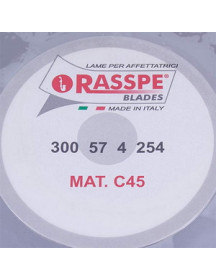 LAME PER AFFETTATRICI
RASSPE
BLADES
MADE IN ITALY
300 57 4 254
MAT. C45